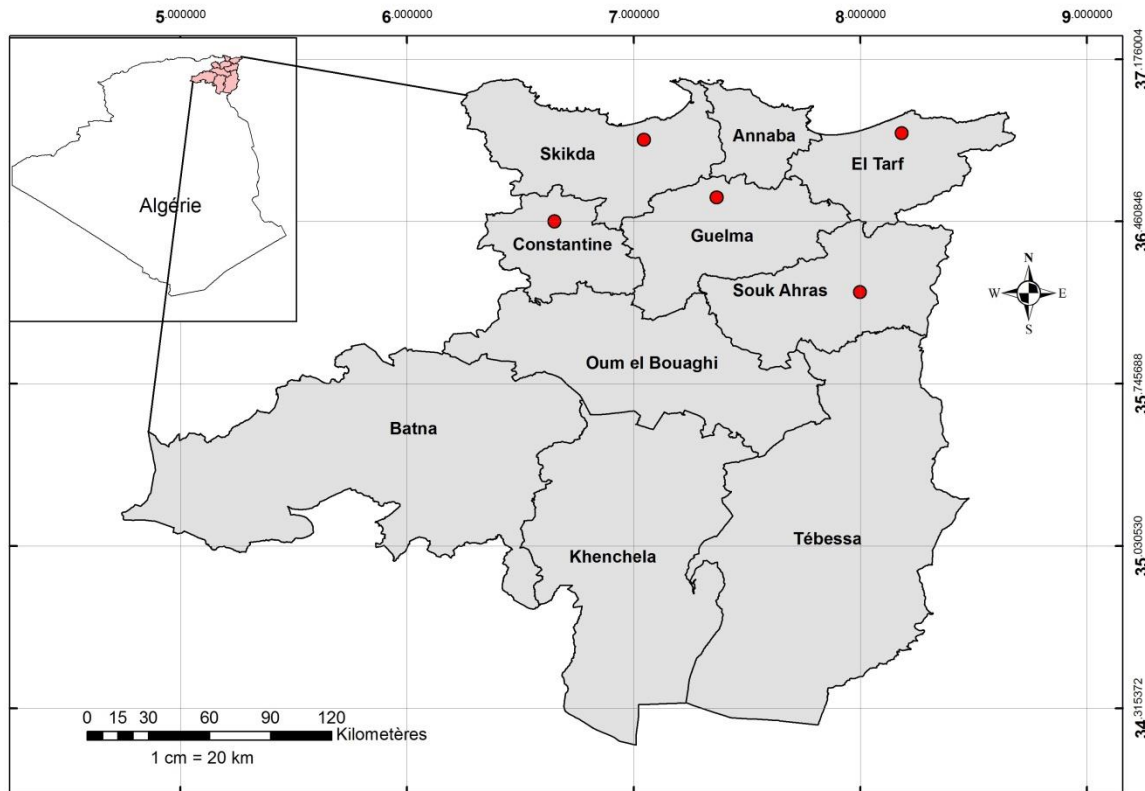 5.000000 6.000000 7.000000 8.000000 9.000000
37.176004
36.460846
35.745688
35.030530
34.315372
Algérie
Skikda
Annaba
El Tarf
Constantine
Guelma
Souk Ahras
Oum el Bouaghi
Batna
Khenchela
Tébessa
N
W E
S
0 15 30 60 90 120
Kilometères
1 cm = 20 km